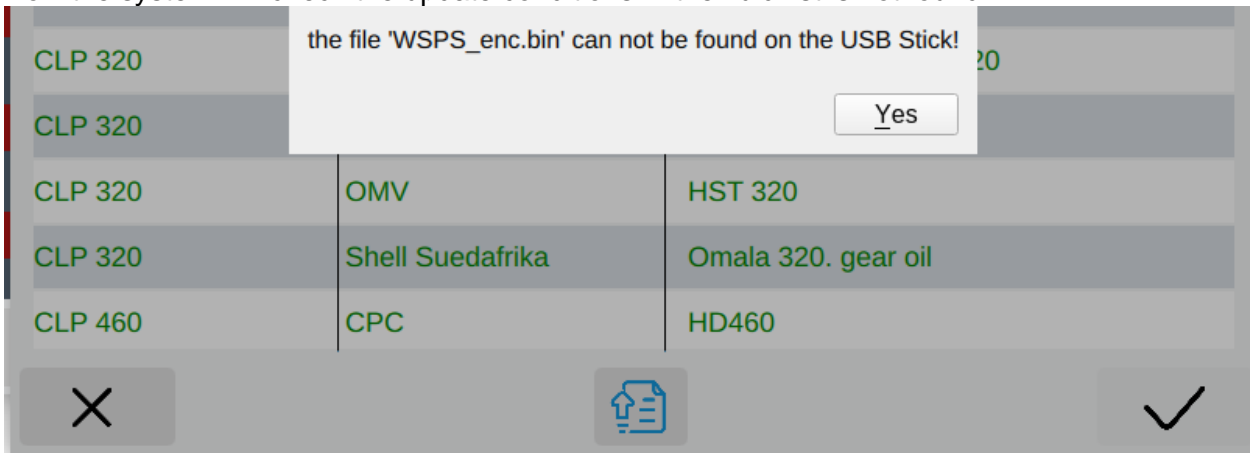 the file 'WSPS_enc.bin' can not be found on the USB Stick!
CLP 320 20
Yes
CLP 320
CLP 320 OMV HST 320
CLP 320 Shell Suedafrika Omala 320. gear oil
CLP 460 CPC HD460